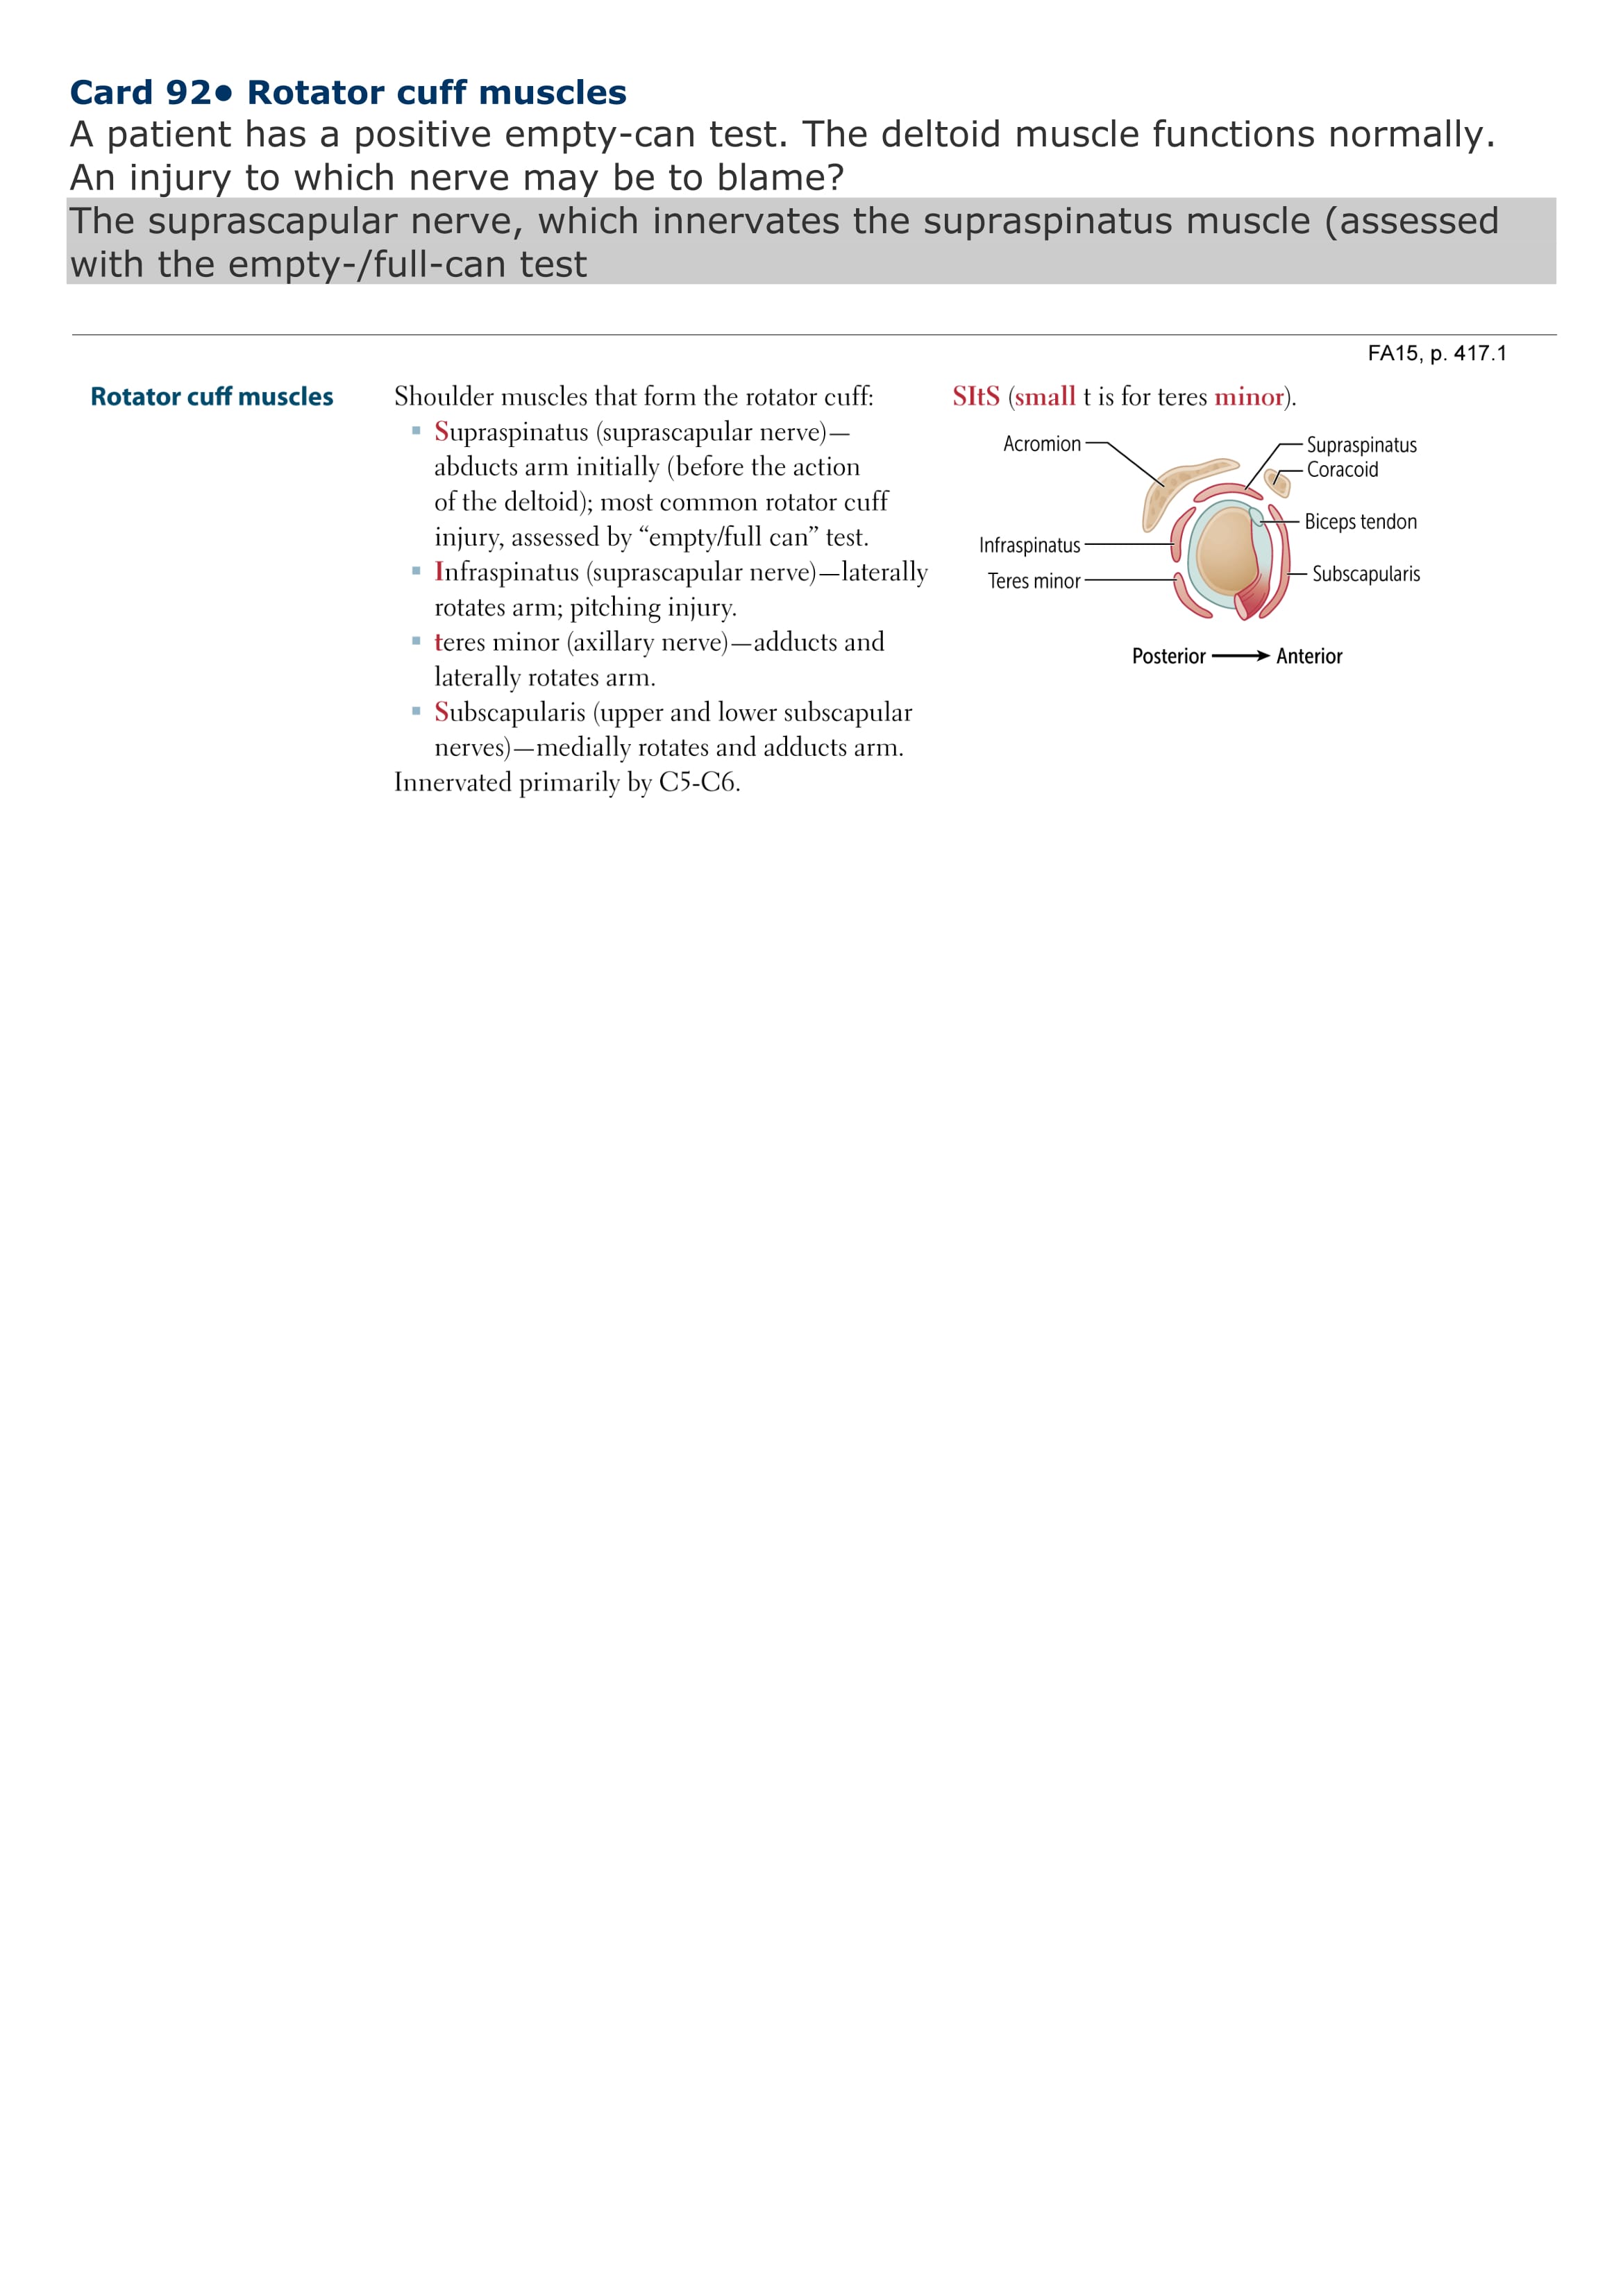 Card 92● Rotator cuff muscles
A patient has a positive empty-can test. The deltoid muscle functions normally.
An injury to which nerve may be to blame?
The suprascapular nerve, which innervates the supraspinatus muscle (assessed
with the empty-/full-can test
FA15, p. 417.1
Rotator cuff muscles
Shoulder muscles that form the rotator cuff:
▪ Supraspinatus (suprascapular nerve)—
abducts arm initially (before the action
of the deltoid); most common rotator cuff
injury, assessed by “empty/full can” test.
▪ Infraspinatus (suprascapular nerve)—laterally
rotates arm; pitching injury.
▪ teres minor (axillary nerve)—adducts and
laterally rotates arm.
▪ Subscapularis (upper and lower subscapular
nerves)—medially rotates and adducts arm.
Innervated primarily by C5-C6.
SItS (small t is for teres minor).
Acromion
Supraspinatus
Coracoid
Biceps tendon
Infraspinatus
Teres minor
Subscapularis
Posterior → Anterior